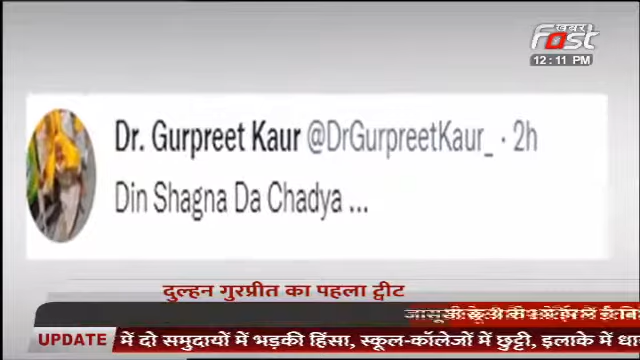 खबर
Fast
12:11 PM
Dr. Gurpreet Kaur @DrGurpreetKaur_ · 2h
Din Shagna Da Chadya ...
दुल्हन गुरप्रीत का पहला ट्वीट
UPDATE में दो समुदायों में भड़की हिंसा, स्कूल-कॉलेजों में छुट्टी, इलाके में